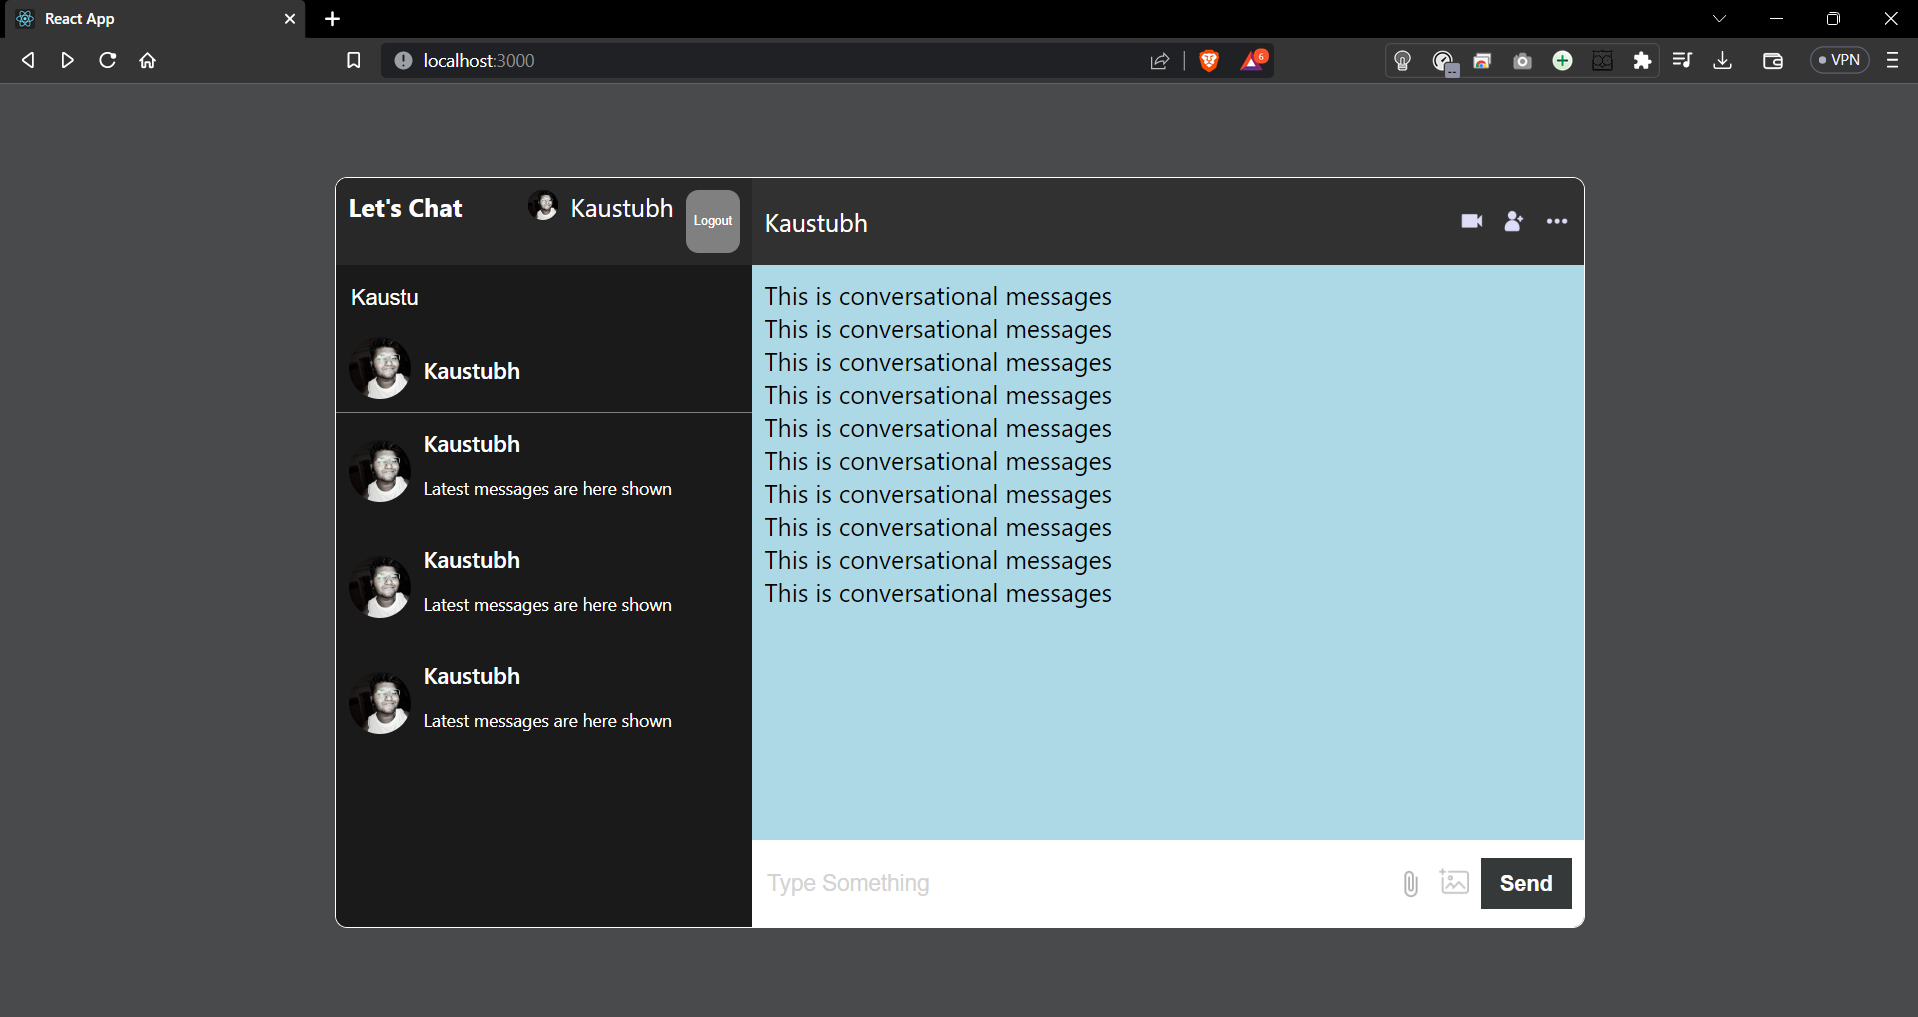 React App
localhost:3000
6
VPN
Let's Chat
Kaustubh
Logout
Kaustu
Kaustubh
Kaustubh
Latest messages are here shown
Kaustubh
Latest messages are here shown
Kaustubh
Latest messages are here shown
Kaustubh
This is conversational messages
This is conversational messages
This is conversational messages
This is conversational messages
This is conversational messages
This is conversational messages
This is conversational messages
This is conversational messages
This is conversational messages
This is conversational messages
Type Something
Send